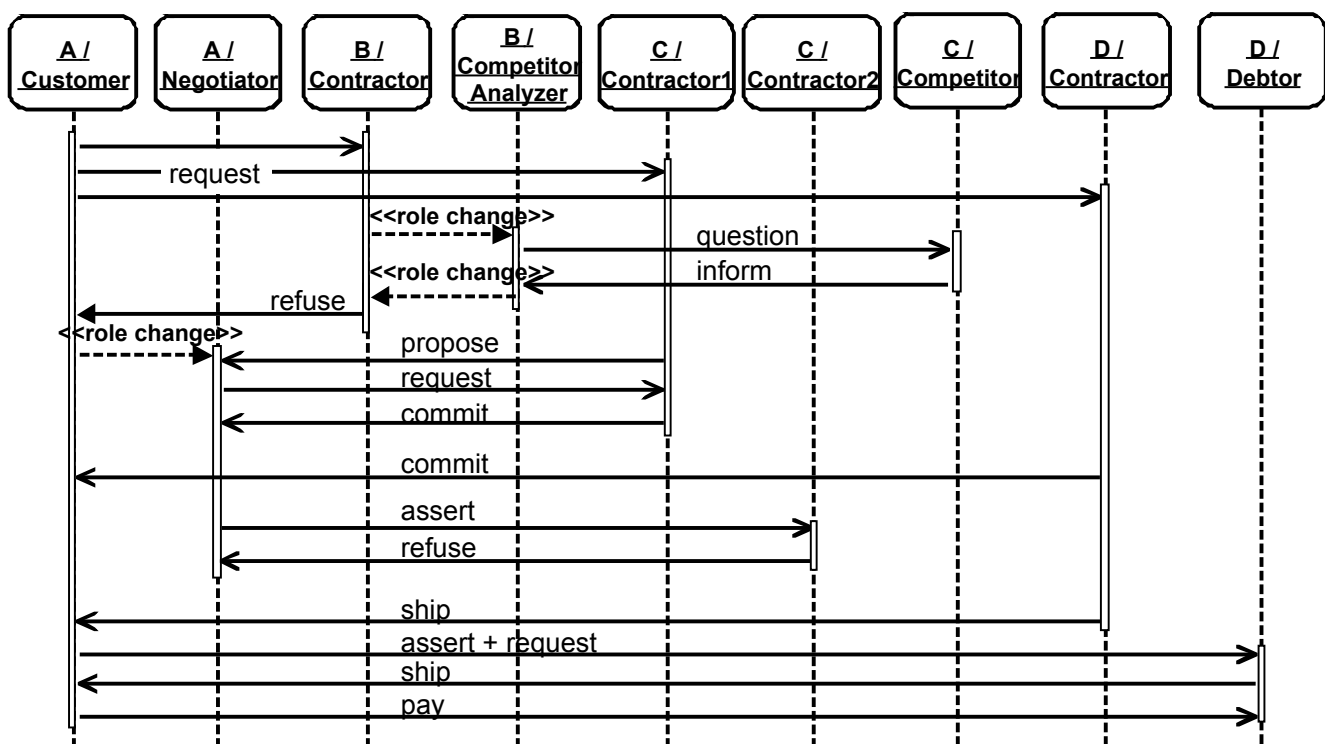 A /
Customer
A /
Negotiator
B /
Contractor
B /
Competitor
Analyzer
C /
Contractor1
C /
Contractor2
C /
Competitor
D /
Contractor
D /
Debtor
request
<<role change>>
question
<<role change>>
inform
refuse
<<role change>>
propose
request
commit
commit
assert
refuse
ship
assert + request
ship
pay